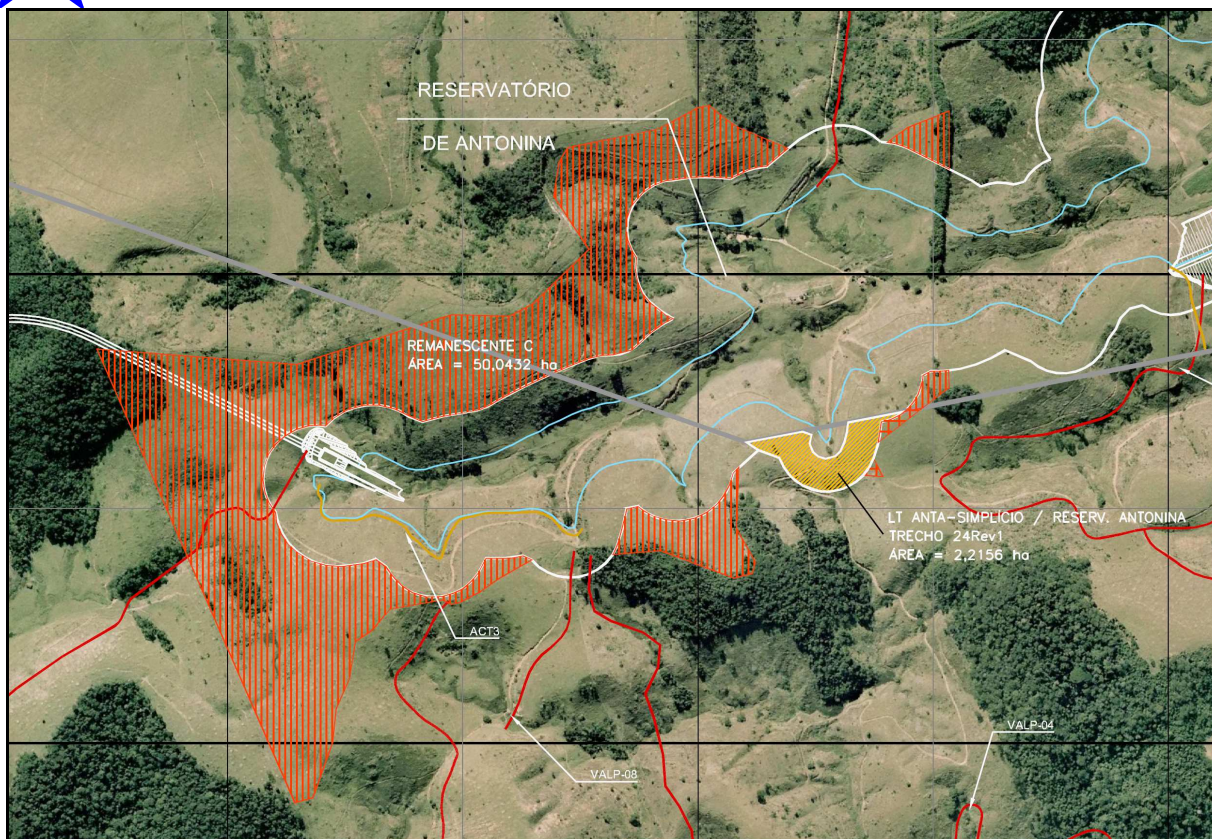 RESERVATÓRIO
DE ANTONINA
REMANESCENTE C
ÁREA = 50,0432 ha
LT ANTA-SIMPLÍCIO / RESERV. ANTONINA
TRECHO 24Rev1
ÁREA = 2,2156 ha
ACT3
VALP-04
VALP-08